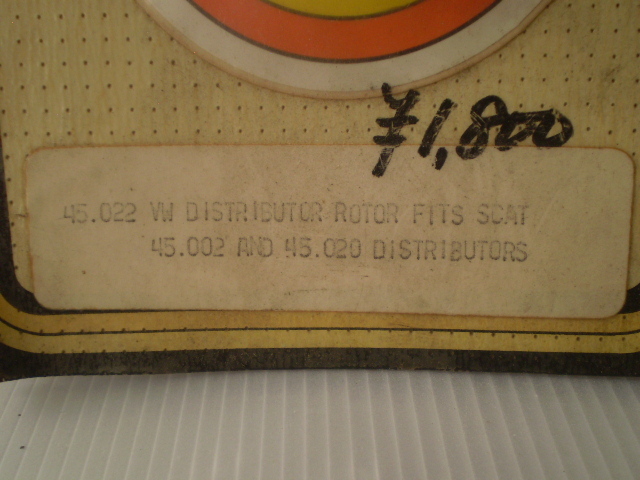 ¥1,800
45.022 VW DISTRIBUTOR ROTOR FITS SCAT
45.002 AND 45.020 DISTRIBUTORS